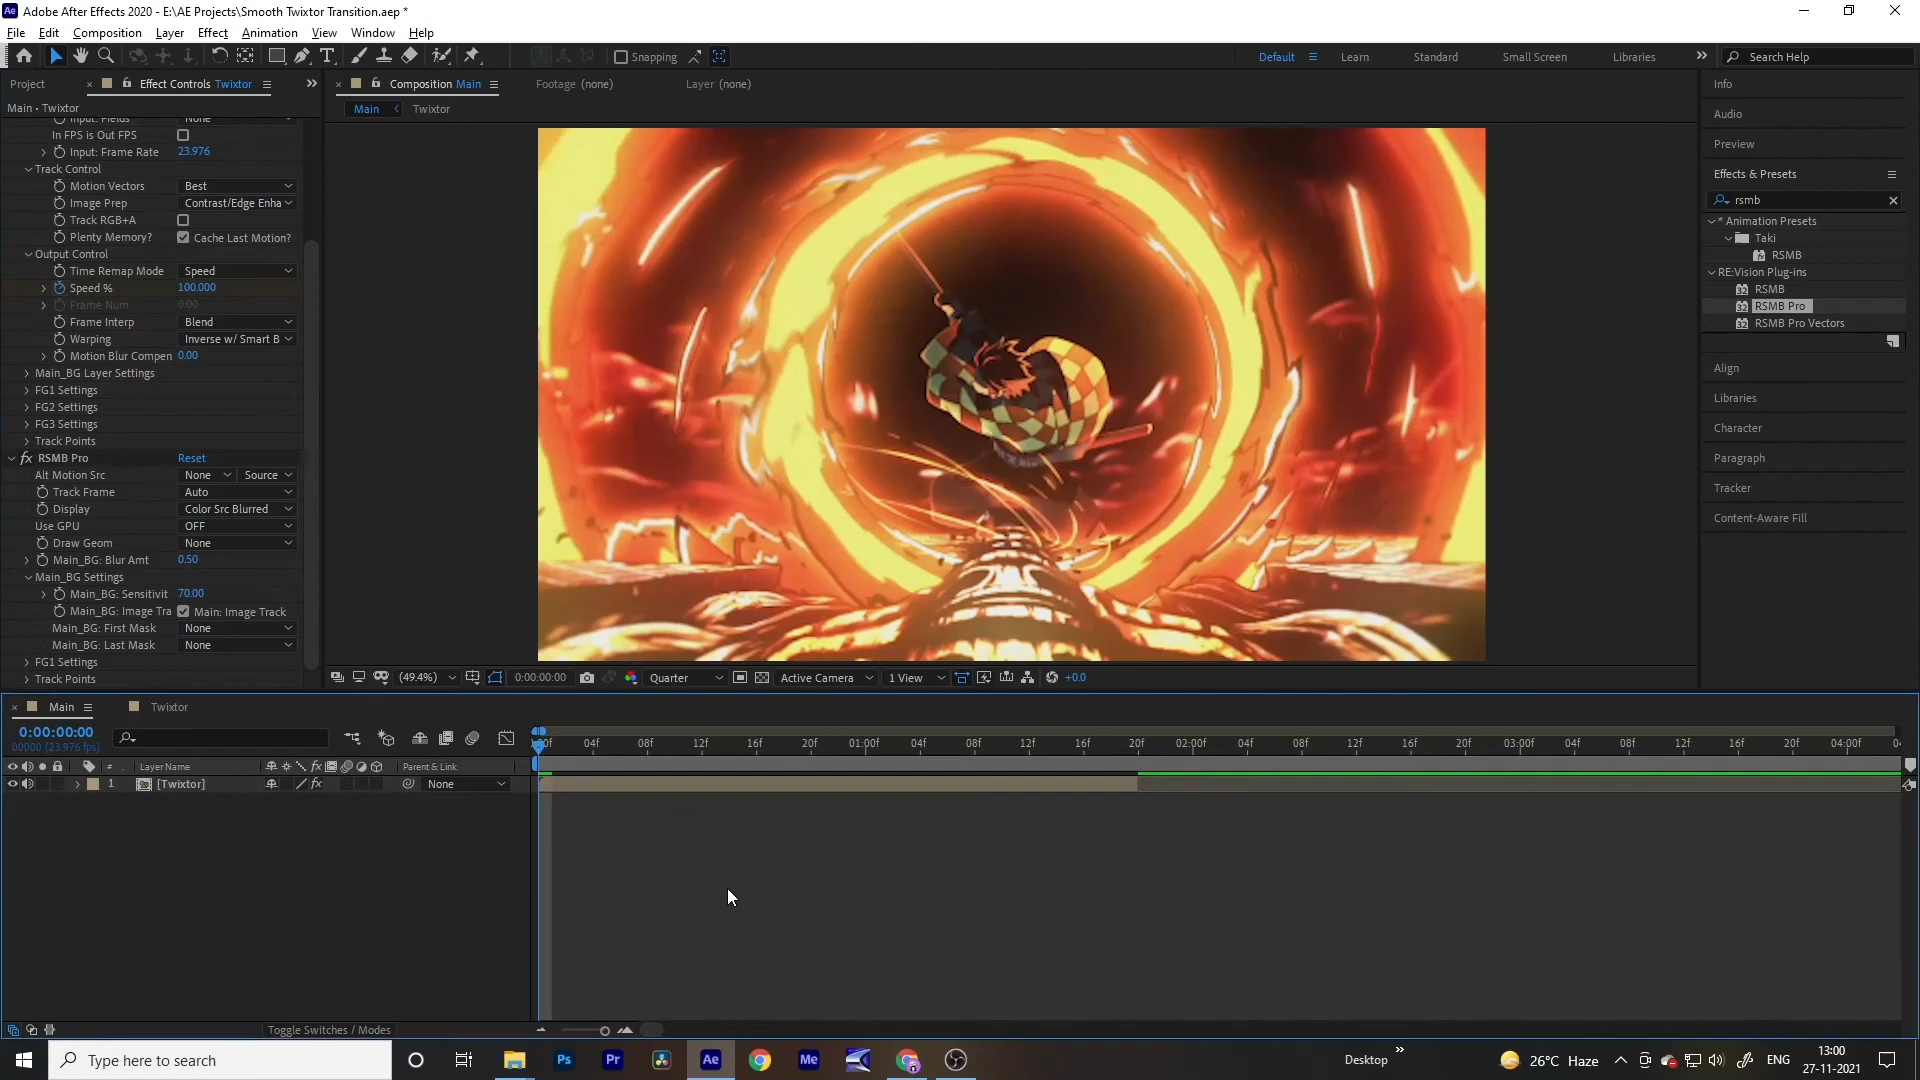 Adobe After Effects 2020 - E:\AE Projects\Smooth Twixtor Transition.aep *
File Edit Composition Layer Effect Animation View Window Help
Snapping
Default Learn Standard Small Screen Libraries Search Help
Project Effect Controls Twixtor
Composition Main Footage (none) Layer (none)
Main • Twixtor
Main Twixtor
Input: Fields None
In FPS is Out FPS
Input: Frame Rate 23.976
Track Control
Motion Vectors Best
Image Prep Contrast/Edge Enha
Track RGB+A
Plenty Memory? Cache Last Motion?
Output Control
Time Remap Mode Speed
Speed % 100.000
Frame Num 0.00
Frame Interp Blend
Warping Inverse w/ Smart B
Motion Blur Compen 0.00
Main_BG Layer Settings
FG1 Settings
FG2 Settings
FG3 Settings
Track Points
fx RSMB Pro Reset
Alt Motion Src None Source
Track Frame Auto
Display Color Src Blurred
Use GPU OFF
Draw Geom None
Main_BG: Blur Amt 0.50
Main_BG Settings
Main_BG: Sensitivit 70.00
Main_BG: Image Tra Main: Image Track
Main_BG: First Mask None
Main_BG: Last Mask None
FG1 Settings
Track Points
(49.4%) 0:00:00:00 Quarter Active Camera 1 View +0.0
Info
Audio
Preview
Effects & Presets
rsmb
* Animation Presets
Taki
RSMB
RE:Vision Plug-ins
32 RSMB
32 RSMB Pro
32 RSMB Pro Vectors
Align
Libraries
Character
Paragraph
Tracker
Content-Aware Fill
Main Twixtor
0:00:00:00
00000 (23.976 fps)
04f 08f 12f 16f 20f 01:00f 04f 08f 12f 16f 20f 02:00f 04f 08f 12f 16f 20f 03:00f 04f 08f 12f 16f 20f 04:00f
# Layer Name fx Parent & Link
1 [Twixtor] fx None
Toggle Switches / Modes
Type here to search
Ps Pr Ae Me
Desktop 26°C Haze ENG 13:00
27-11-2021